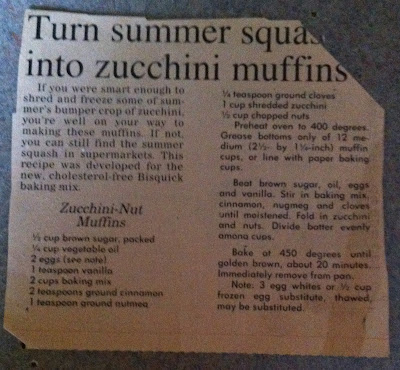 Turn summer squas
into zucchini muffins
If you were smart enough to
shred and freeze some of sum-
mer's bumper crop of zucchini,
you're well on your way to
making these muffins. If not,
you can still find the summer
squash in supermarkets. This
recipe was developed for the
new, cholesterol-free Bisquick
baking mix.
Zucchini-Nut
Muffins
½ cup brown sugar, packed
¼ cup vegetable oil
2 eggs (see note)
1 teaspoon vanilla
2 cups baking mix
2 teaspoons ground cinnamon
1 teaspoon ground nutmeg
¼ teaspoon ground cloves
1 cup shredded zucchini
½ cup chopped nuts
Preheat oven to 400 degrees.
Grease bottoms only of 12 me-
dium (2½- by 1¼-inch) muffin
cups, or line with paper baking
cups.
Beat brown sugar, oil, eggs
and vanilla. Stir in baking mix,
cinnamon, nutmeg and cloves
until moistened. Fold in zucchini
and nuts. Divide batter evenly
among cups.
Bake at 450 degrees until
golden brown, about 20 minutes.
Immediately remove from pan.
Note: 3 egg whites or ½ cup
frozen egg substitute, thawed,
may be substituted.